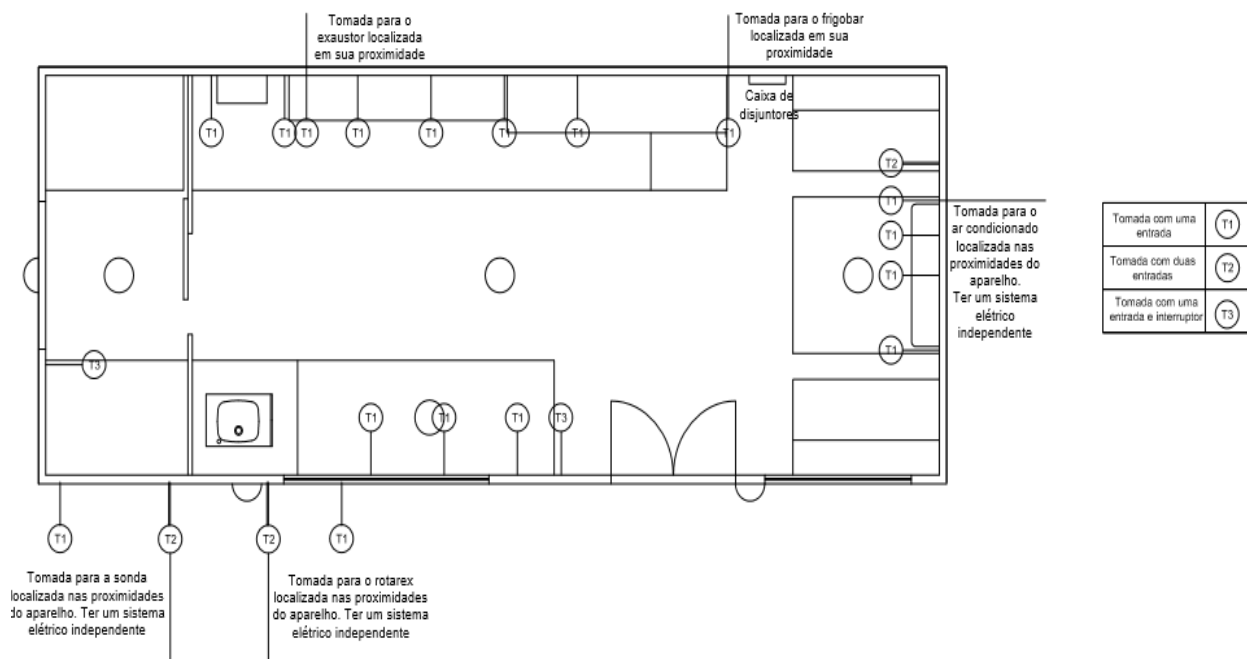 Tomada para o
exaustor localizada
em sua proximidade
Tomada para o frigobar
localizada em sua
proximidade
Caixa de
disjuntores
T1
T1
T1
T1
T1
T1
T1
T1
T2
T1
T1
T1
T1
Tomada para o
ar condicionado
localizada nas
proximidades do
aparelho.
Ter um sistema
elétrico
independente
Tomada com uma
entrada
T1
Tomada com duas
entradas
T2
Tomada com uma
entrada e interruptor
T3
T3
T1
T1
T1
T3
T1
T2
T2
T1
Tomada para a sonda
localizada nas proximidades
do aparelho. Ter um sistema
elétrico independente
Tomada para o rotarex
localizada nas proximidades
do aparelho. Ter um sistema
elétrico independente